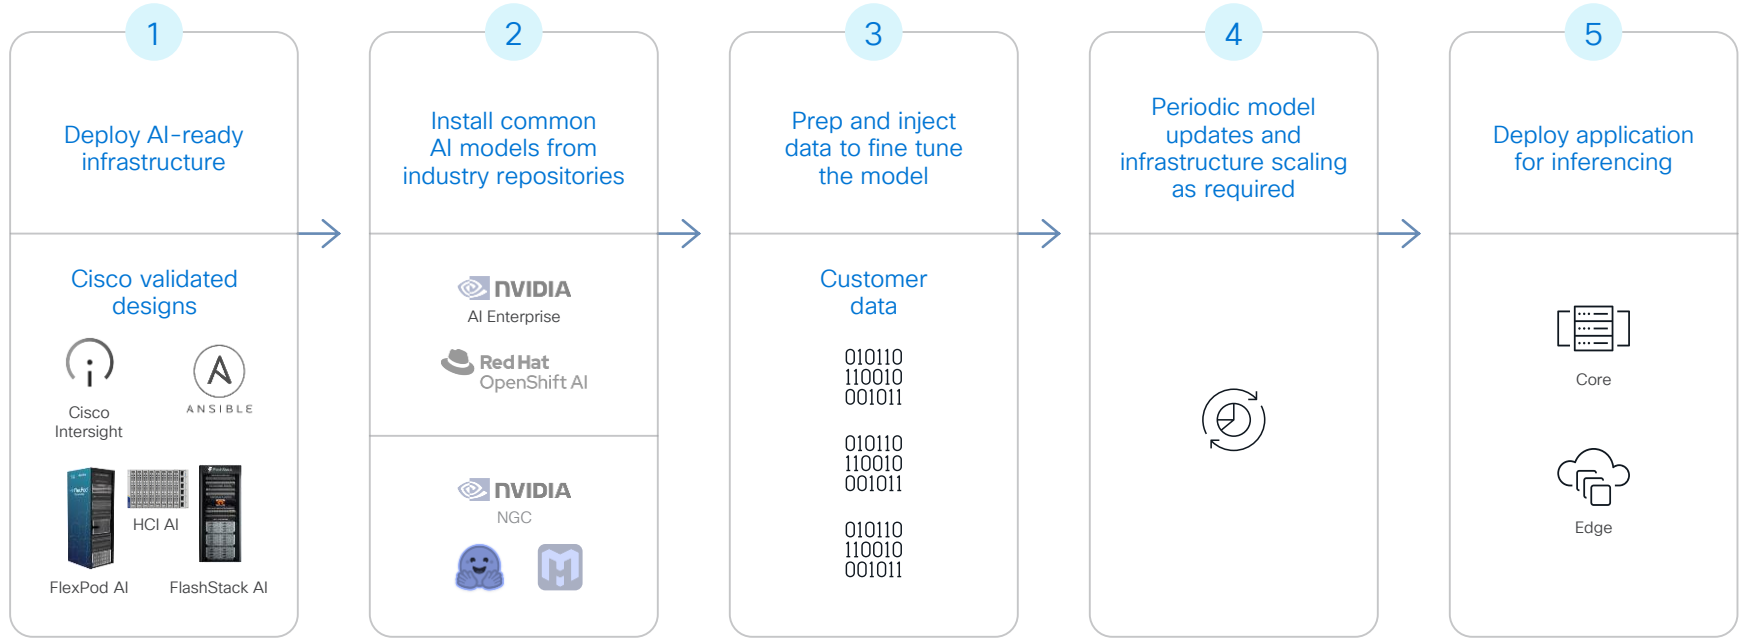 1
Deploy AI-ready
infrastructure
Cisco validated
designs
Cisco
Intersight
ANSIBLE
HCI AI
FlexPod AI
FlashStack AI
2
Install common
AI models from
industry repositories
NVIDIA
AI Enterprise
Red Hat
OpenShift AI
NVIDIA
NGC
3
Prep and inject
data to fine tune
the model
Customer
data
010110
110010
001011
010110
110010
001011
010110
110010
001011
4
Periodic model
updates and
infrastructure scaling
as required
5
Deploy application
for inferencing
Core
Edge